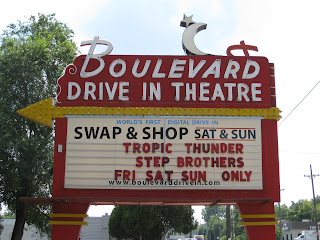 BOULEVARD
DRIVE IN THEATRE
WORLD'S FIRST DIGITAL DRIVE-IN
SWAP & SHOP SAT & SUN
TROPIC THUNDER
STEP BROTHERS
FRI SAT SUN ONLY
www.boulevarddrivein.com